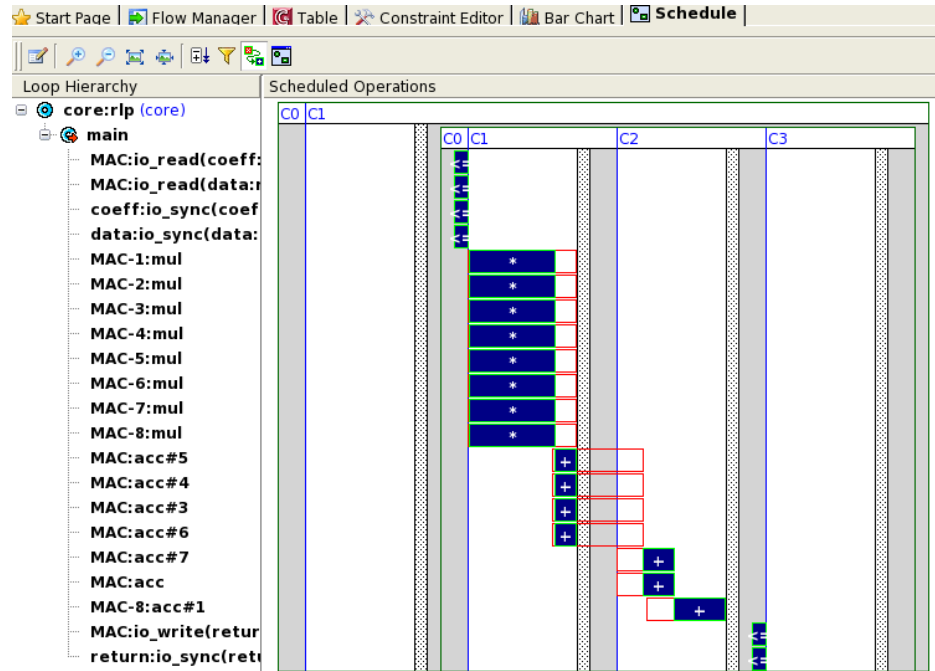 Start Page Flow Manager Table Constraint Editor Bar Chart Schedule
Loop Hierarchy Scheduled Operations
core:rlp (core) C0 C1
main C0 C1 C2 C3
MAC:io_read(coeff: <=
MAC:io_read(data:r <=
coeff:io_sync(coef <=
data:io_sync(data: <=
MAC-1:mul *
MAC-2:mul *
MAC-3:mul *
MAC-4:mul *
MAC-5:mul *
MAC-6:mul *
MAC-7:mul *
MAC-8:mul *
MAC:acc#5 +
MAC:acc#4 +
MAC:acc#3 +
MAC:acc#6 +
MAC:acc#7 +
MAC:acc +
MAC-8:acc#1 +
MAC:io_write(retur <=
return:io_sync(retu <=